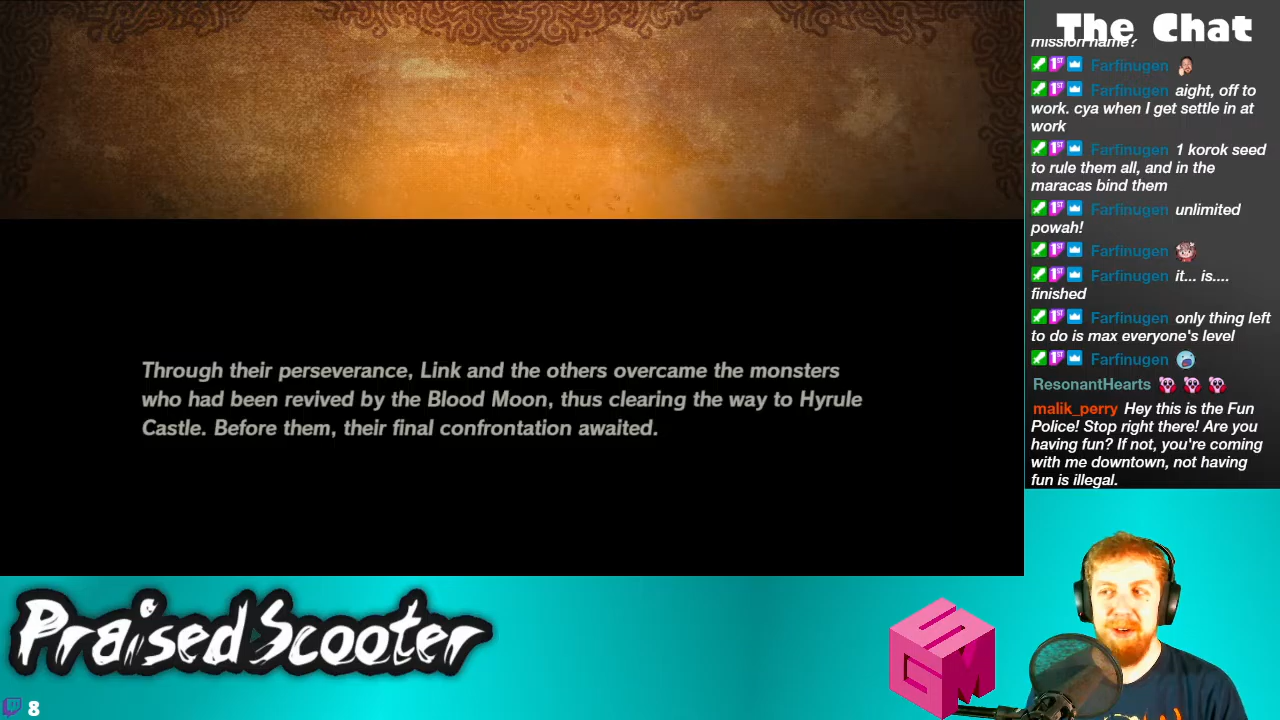 The Chat
mission name?
Farfinugen
Farfinugen aight, off to
work. cya when I get settle in at
work
Farfinugen 1 korok seed
to rule them all, and in the
maracas bind them
Farfinugen unlimited
powah!
Farfinugen
Farfinugen it... is....
finished
Farfinugen only thing left
to do is max everyone's level
Farfinugen
ResonantHearts
malik_perry Hey this is the Fun
Police! Stop right there! Are you
having fun? If not, you're coming
with me downtown, not having
fun is illegal.
Through their perseverance, Link and the others overcame the monsters
who had been revived by the Blood Moon, thus clearing the way to Hyrule
Castle. Before them, their final confrontation awaited.
PraisedScooter
SGM
8